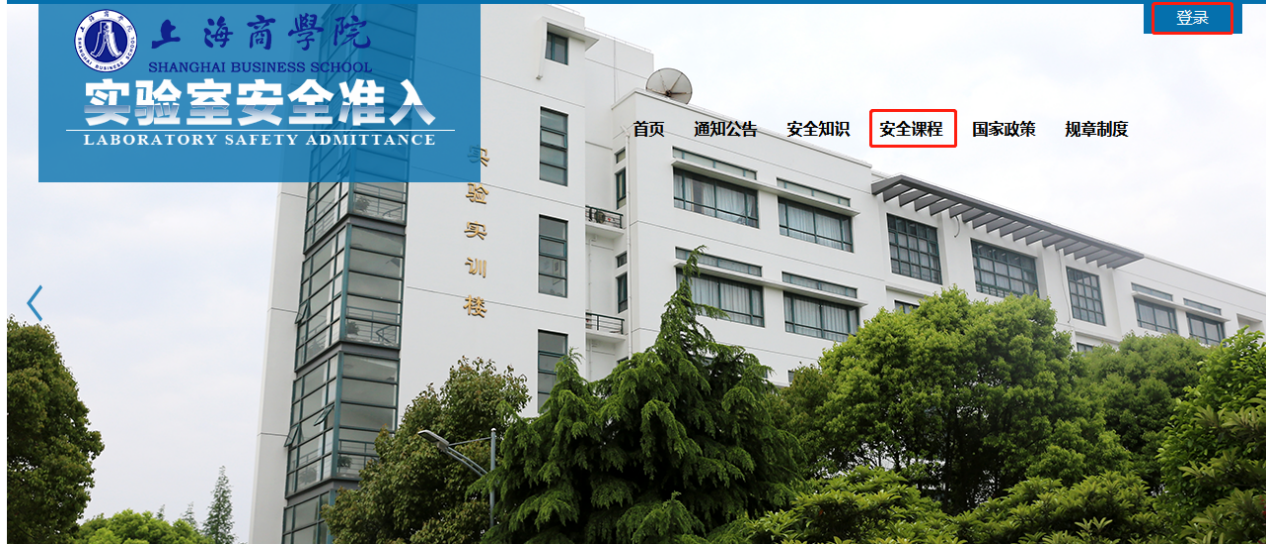 登录
上海商學院
SHANGHAI BUSINESS SCHOOL
实验室安全准入
LABORATORY SAFETY ADMITTANCE
首页 通知公告 安全知识 安全课程 国家政策 规章制度
实验实训楼